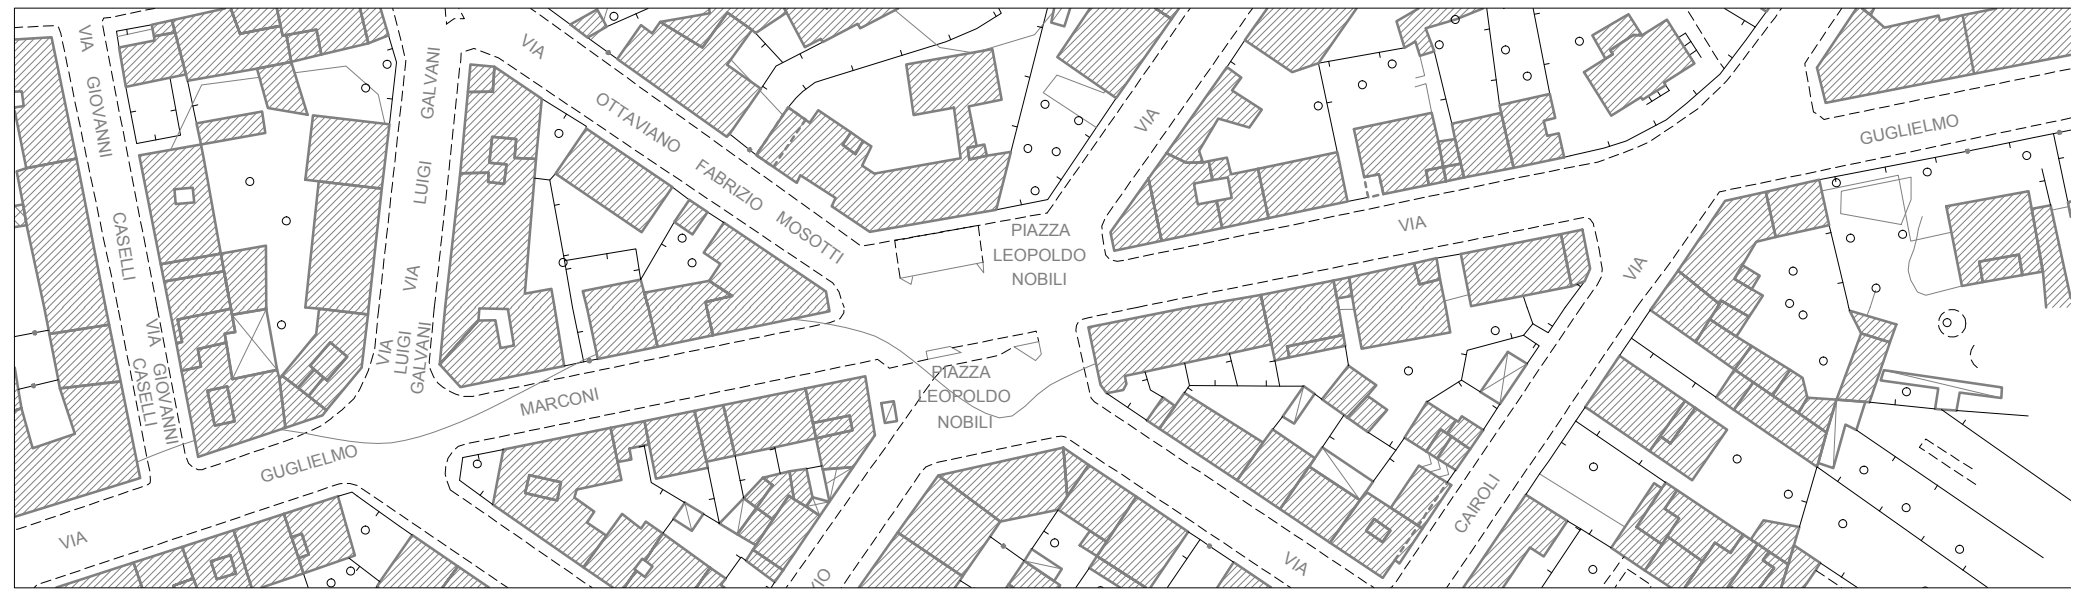 VIA GIOVANNI CASELLI
VIA GIOVANNI
CASELLI
VIA LUIGI GALVANI
VIA
LUIGI
GALVANI
VIA OTTAVIANO FABRIZIO MOSOTTI
PIAZZA
LEOPOLDO
NOBILI
PIAZZA
LEOPOLDO
NOBILI
VIA
VIA
GUGLIELMO
VIA CAIROLI
VIA GUGLIELMO MARCONI
VIA